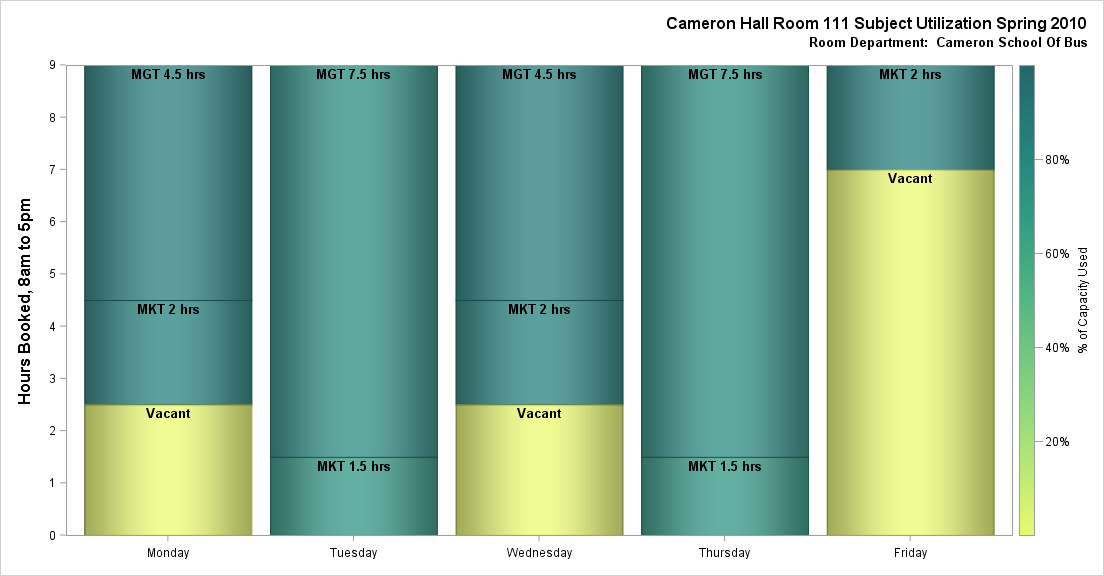 Cameron Hall Room 111 Subject Utilization Spring 2010
Room Department:  Cameron School Of Bus
Hours Booked, 8am to 5pm
9
8
7
6
5
4
3
2
1
0
MGT 4.5 hrs
MKT 2 hrs
Vacant
MGT 7.5 hrs
MKT 1.5 hrs
MGT 4.5 hrs
MKT 2 hrs
Vacant
MGT 7.5 hrs
MKT 1.5 hrs
MKT 2 hrs
Vacant
Monday
Tuesday
Wednesday
Thursday
Friday
80%
60%
40%
20%
% of Capacity Used